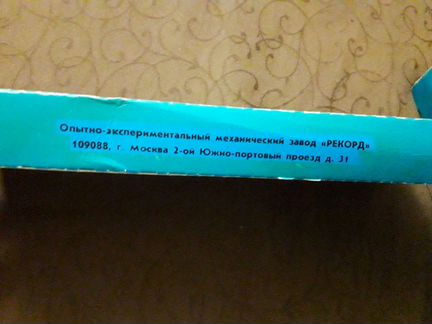 Опытно-экспериментальный механический завод «РЕКОРД»
109088, г. Москва 2-ой Южно-портовый проезд д. 31